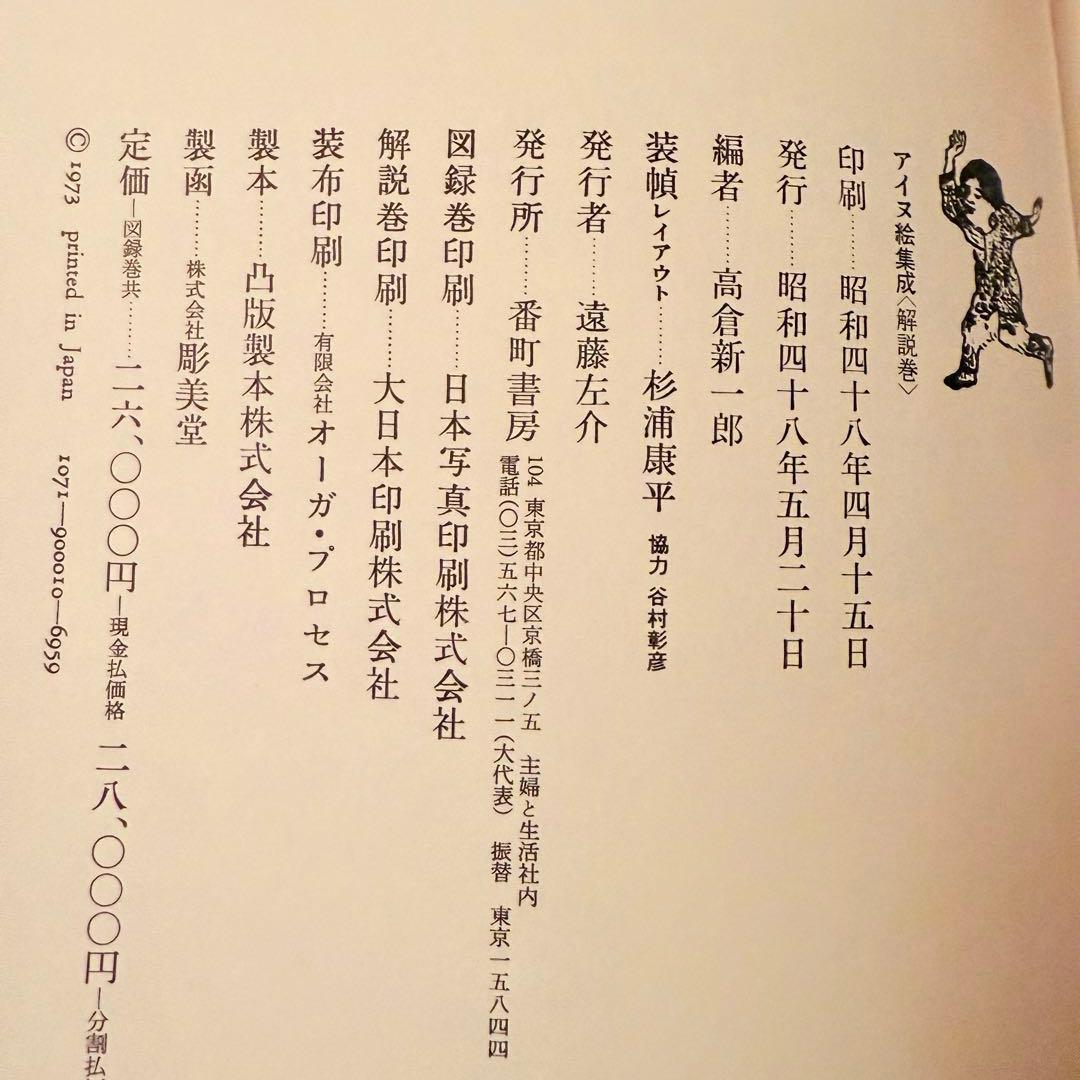 アイヌ絵集成〈解説巻〉
印刷………昭和四十八年四月十五日
発行………昭和四十八年五月二十日
編者………高倉新一郎
装幀レイアウト………杉浦康平 協力 谷村彰彦
発行者………遠藤左介
発行所………番町書房
104 東京都中央区京橋三ノ五 主婦と生活社内
電話(〇三)五六七―〇三一一(大代表) 振替 東京一五八四四
図録巻印刷………日本写真印刷株式会社
解説巻印刷………大日本印刷株式会社
装布印刷………有限会社オーガ・プロセス
製本………凸版製本株式会社
製函………株式会社彫美堂
定価―図録巻共………二六、〇〇〇円―現金払価格 二八、〇〇〇円―分割払
© 1973 printed in Japan 1071―900010―6959